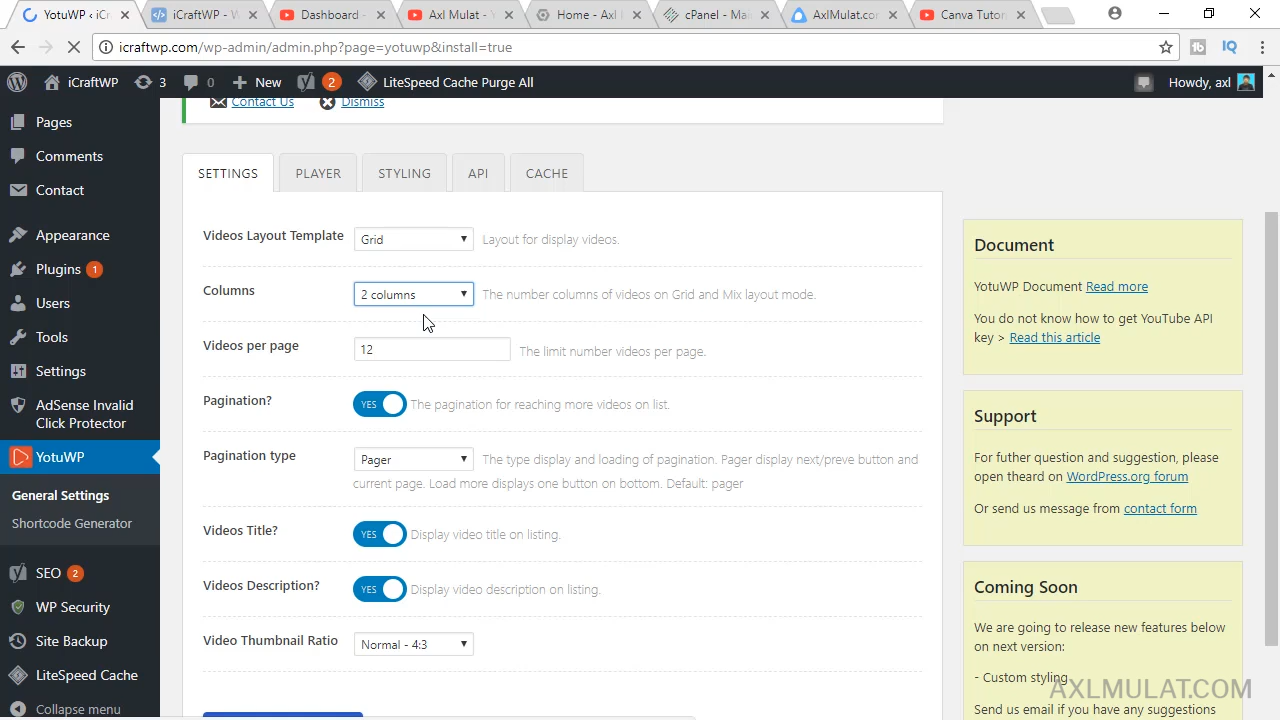 YotuWP ‹ iCr
iCraftWP - W
Dashboard -
Axl Mulat - Y
Home - Axl M
cPanel - Mai
AxlMulat.com
Canva Tutor
icraftwp.com/wp-admin/admin.php?page=yotuwp&install=true
iCraftWP
3
0
New
2
LiteSpeed Cache Purge All
Howdy, axl
Contact Us
Dismiss
Pages
Comments
Contact
Appearance
Plugins 1
Users
Tools
Settings
AdSense Invalid
Click Protector
YotuWP
General Settings
Shortcode Generator
SEO 2
WP Security
Site Backup
LiteSpeed Cache
Collapse menu
SETTINGS
PLAYER
STYLING
API
CACHE
Videos Layout Template
Grid
Layout for display videos.
Columns
2 columns
The number columns of videos on Grid and Mix layout mode.
Videos per page
12
The limit number videos per page.
Pagination?
YES
The pagination for reaching more videos on list.
Pagination type
Pager
The type display and loading of pagination. Pager display next/preve button and
current page. Load more displays one button on bottom. Default: pager
Videos Title?
YES
Display video title on listing.
Videos Description?
YES
Display video description on listing.
Video Thumbnail Ratio
Normal - 4:3
Document
YotuWP Document Read more
You do not know how to get YouTube API
key > Read this article
Support
For futher question and suggestion, please
open theard on WordPress.org forum
Or send us message from contact form
Coming Soon
We are going to release new features below
on next version:
- Custom styling
Send us email if you have any suggestions
AXLMULAT.COM